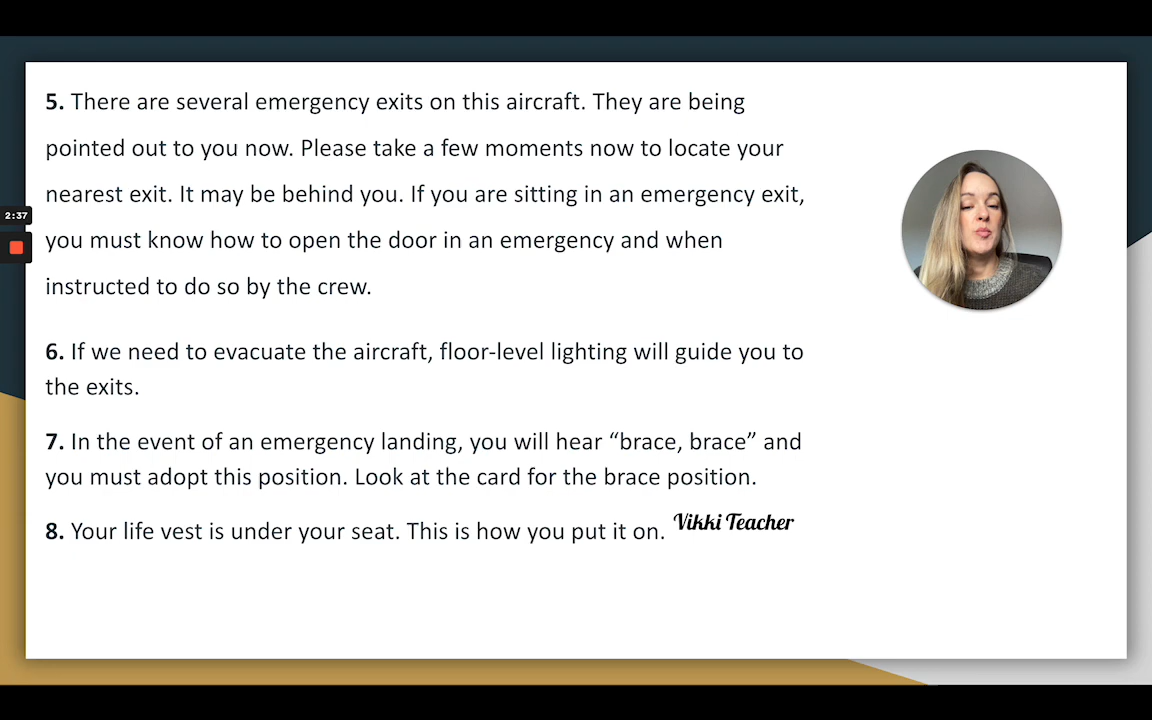 5. There are several emergency exits on this aircraft. They are being
pointed out to you now. Please take a few moments now to locate your
nearest exit. It may be behind you. If you are sitting in an emergency exit,
you must know how to open the door in an emergency and when
instructed to do so by the crew.
6. If we need to evacuate the aircraft, floor-level lighting will guide you to
the exits.
7. In the event of an emergency landing, you will hear “brace, brace” and
you must adopt this position. Look at the card for the brace position.
8. Your life vest is under your seat. This is how you put it on.
Vikki Teacher
2:37